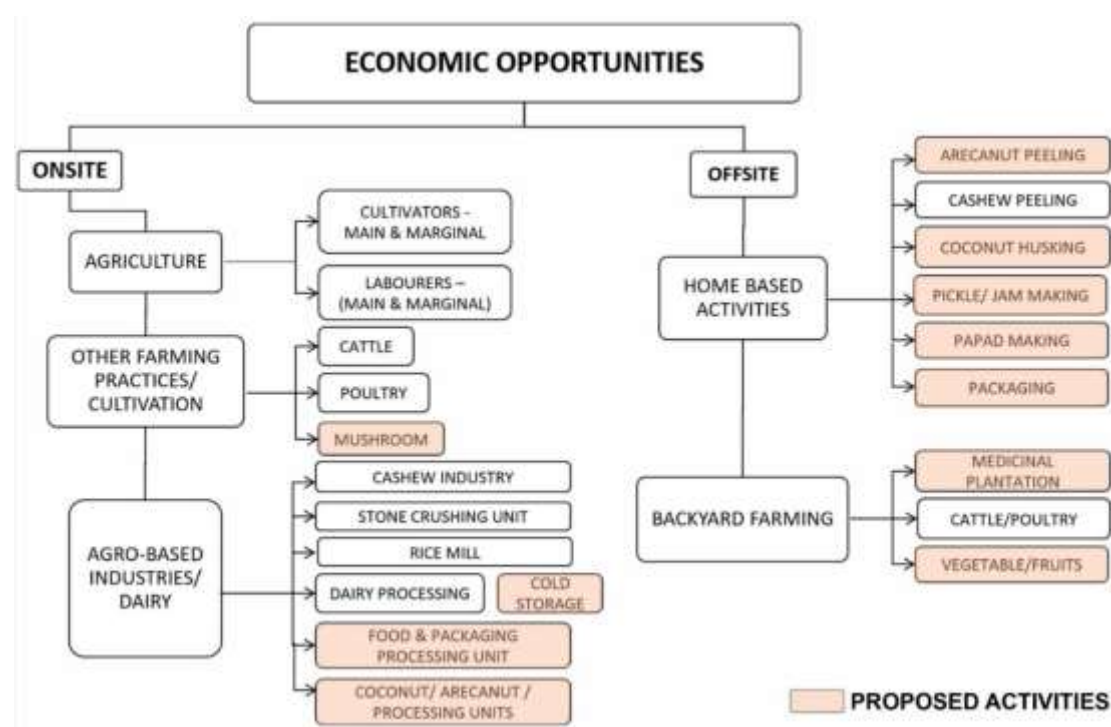 ECONOMIC OPPORTUNITIES
ONSITE
AGRICULTURE
CULTIVATORS -
MAIN & MARGINAL
LABOURERS –
(MAIN & MARGINAL)
OTHER FARMING
PRACTICES/
CULTIVATION
CATTLE
POULTRY
MUSHROOM
AGRO-BASED
INDUSTRIES/
DAIRY
CASHEW INDUSTRY
STONE CRUSHING UNIT
RICE MILL
DAIRY PROCESSING
COLD
STORAGE
FOOD & PACKAGING
PROCESSING UNIT
COCONUT/ ARECANUT /
PROCESSING UNITS
OFFSITE
HOME BASED
ACTIVITIES
ARECANUT PEELING
CASHEW PEELING
COCONUT HUSKING
PICKLE/ JAM MAKING
PAPAD MAKING
PACKAGING
BACKYARD FARMING
MEDICINAL
PLANTATION
CATTLE/POULTRY
VEGETABLE/FRUITS
PROPOSED ACTIVITIES